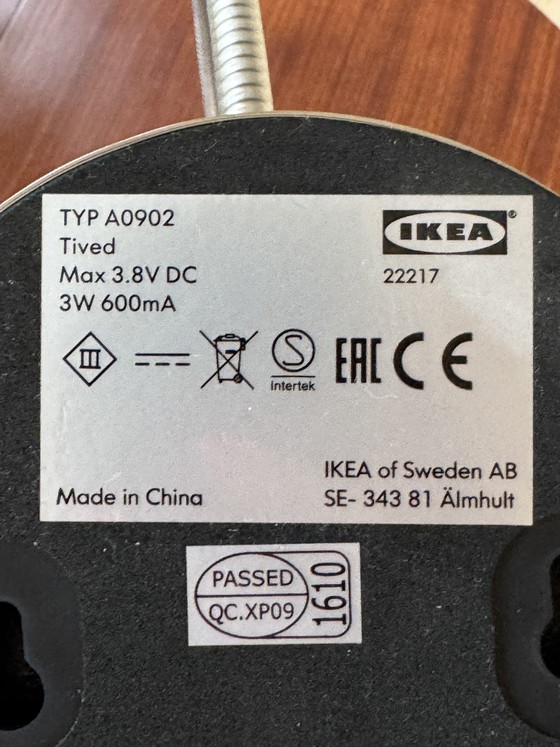 TYP A0902
Tived
Max 3.8V DC
3W 600mA
IKEA®
22217
III
S
Intertek
EAC CE
Made in China
IKEA of Sweden AB
SE- 343 81 Älmhult
PASSED
QC.XP09
1610